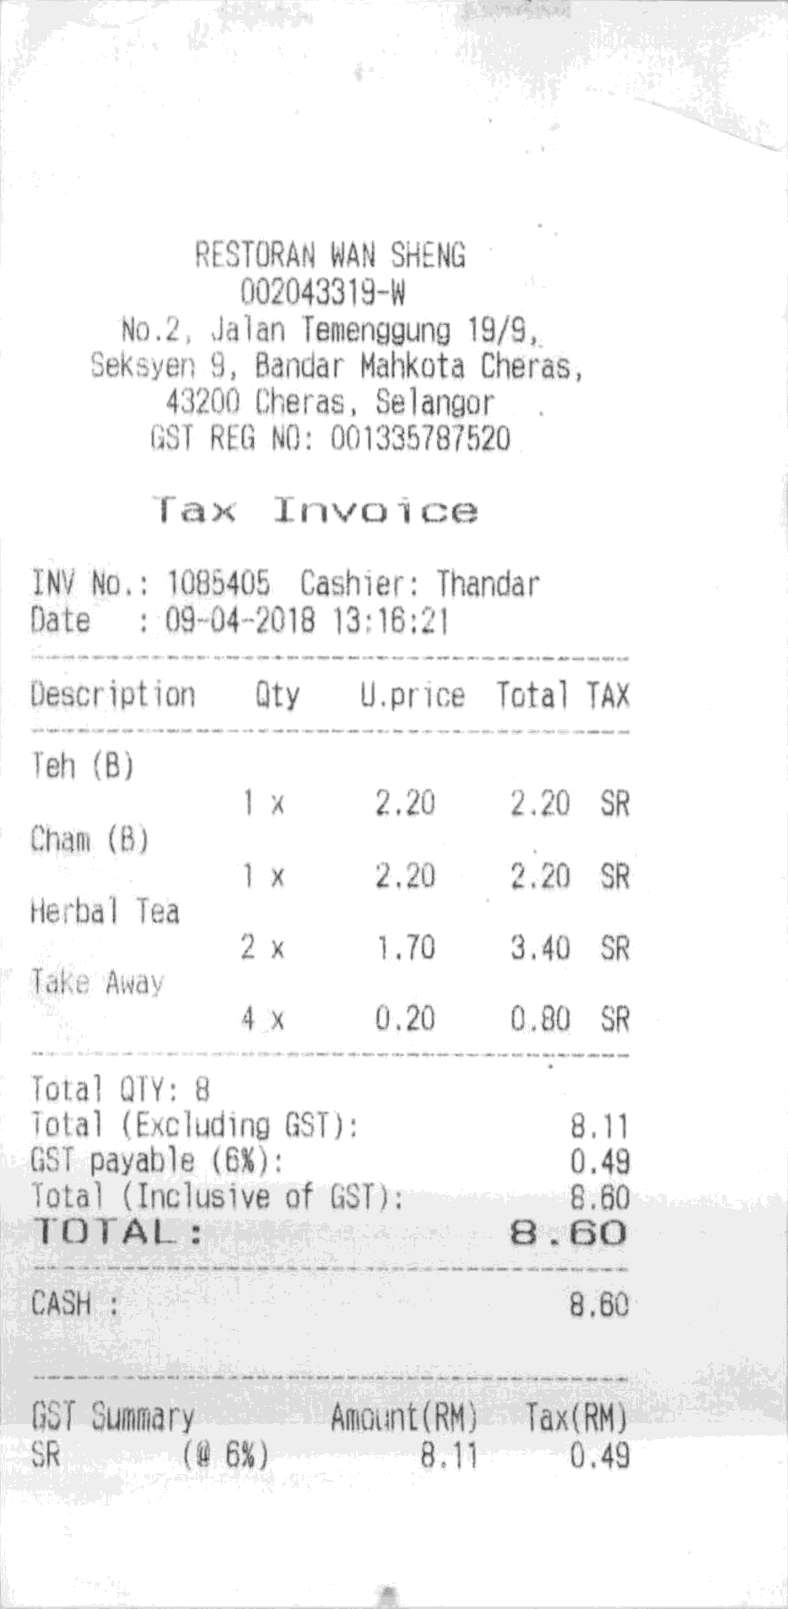 RESTORAN WAN SHENG
002043319-W
No.2, Jalan Temenggung 19/9,
Seksyen 9, Bandar Mahkota Cheras,
43200 Cheras, Selangor
GST REG NO: 001335787520
Tax Invoice
INV No.: 1085405 Cashier: Thandar
Date : 09-04-2018 13:16:21
Description Qty U.price Total TAX
Teh (B)
1 x 2.20 2.20 SR
Cham (B)
1 x 2.20 2.20 SR
Herbal Tea
2 x 1.70 3.40 SR
Take Away
4 x 0.20 0.80 SR
Total QTY: 8
Total (Excluding GST): 8.11
GST payable (6%): 0.49
Total (Inclusive of GST): 8.60
TOTAL: 8.60
CASH : 8.60
GST Summary Amount(RM) Tax(RM)
SR (@ 6%) 8.11 0.49